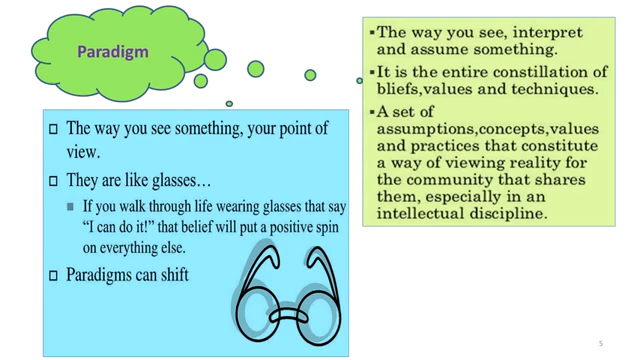 Paradigm
The way you see something, your point of
view.
They are like glasses…
If you walk through life wearing glasses that say
“I can do it!” that belief will put a positive spin
on everything else.
Paradigms can shift
The way you see, interpret
and assume something.
It is the entire constillation of
bliefs,values and techniques.
A set of
assumptions,concepts,values
and practices that constitute
a way of viewing reality for
the community that shares
them, especially in an
intellectual discipline.
5